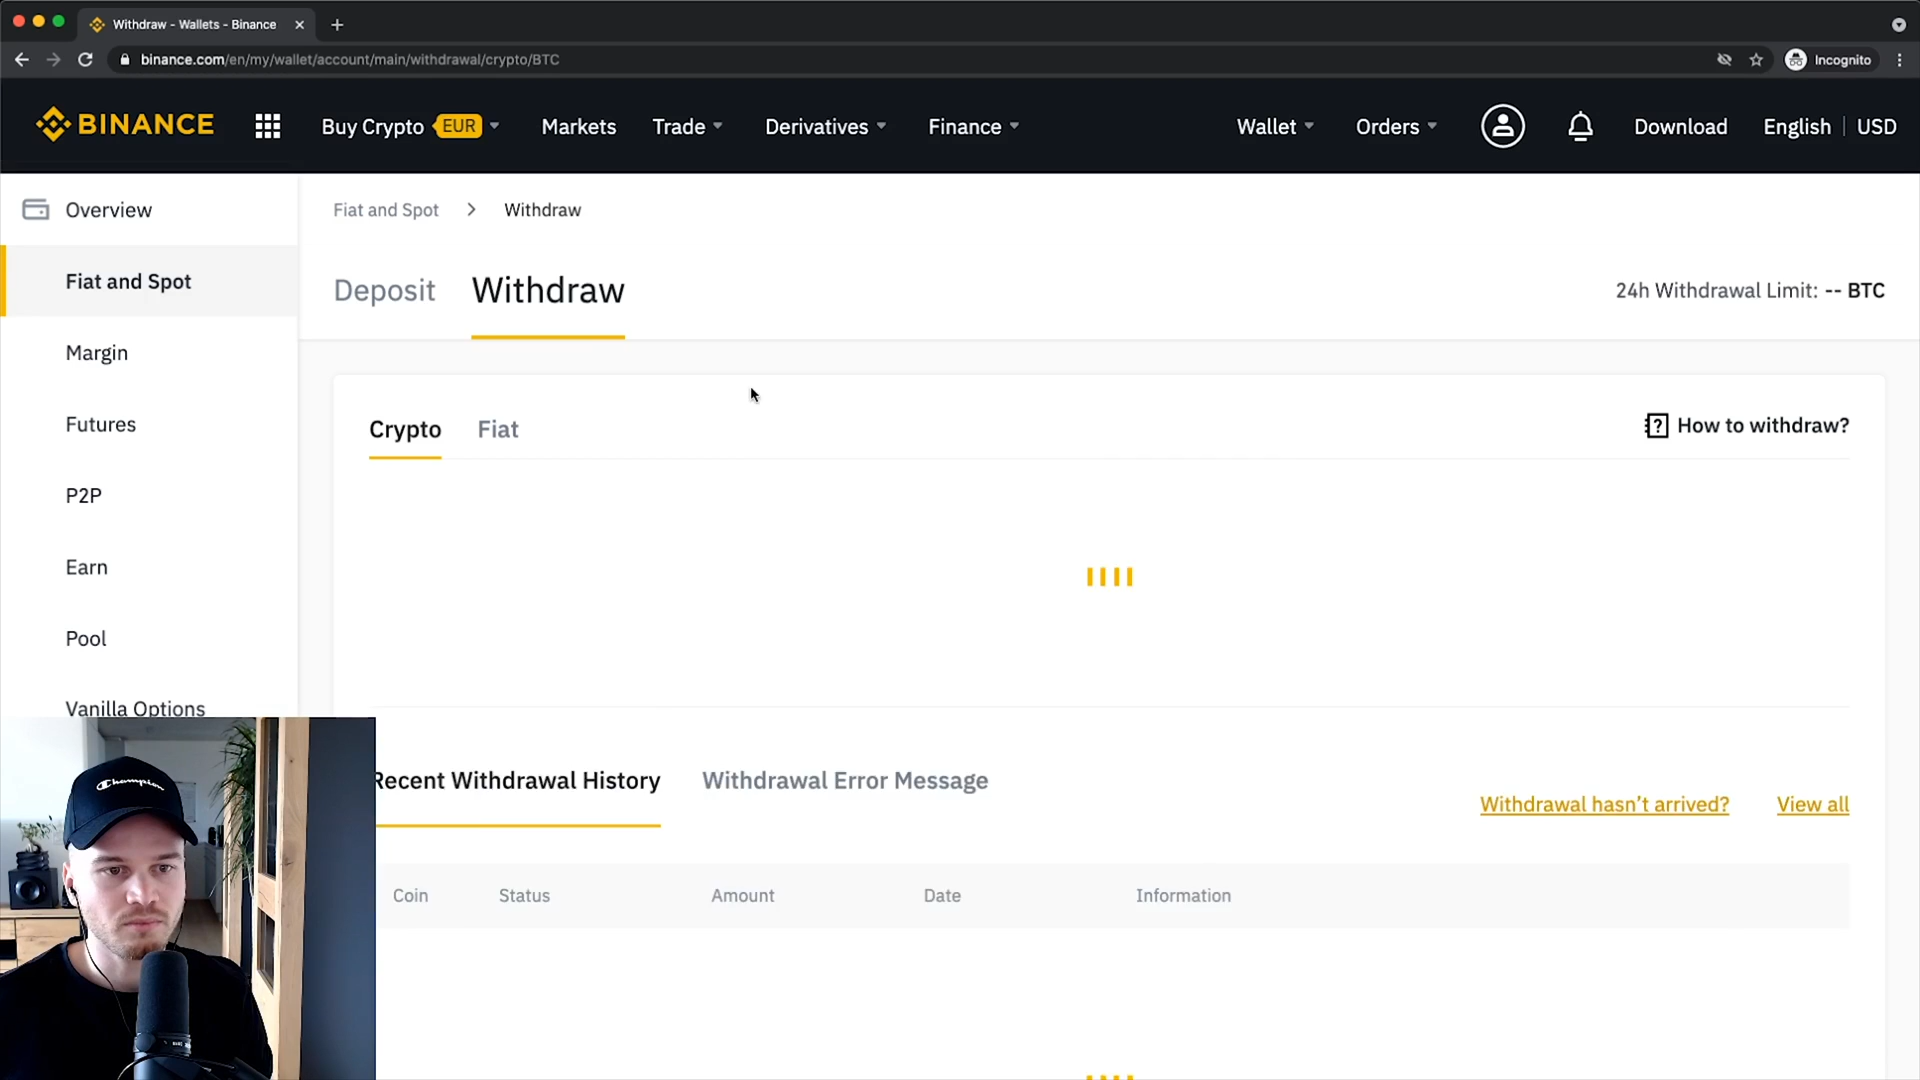 Withdraw - Wallets - Binance
binance.com/en/my/wallet/account/main/withdrawal/crypto/BTC
Incognito
BINANCE
Buy Crypto EUR
Markets
Trade
Derivatives
Finance
Wallet
Orders
Download
English
USD
Overview
Fiat and Spot
Margin
Futures
P2P
Earn
Pool
Vanilla Options
Fiat and Spot > Withdraw
Deposit
Withdraw
24h Withdrawal Limit: -- BTC
Crypto
Fiat
How to withdraw?
Recent Withdrawal History
Withdrawal Error Message
Withdrawal hasn't arrived?
View all
Coin
Status
Amount
Date
Information
Champion